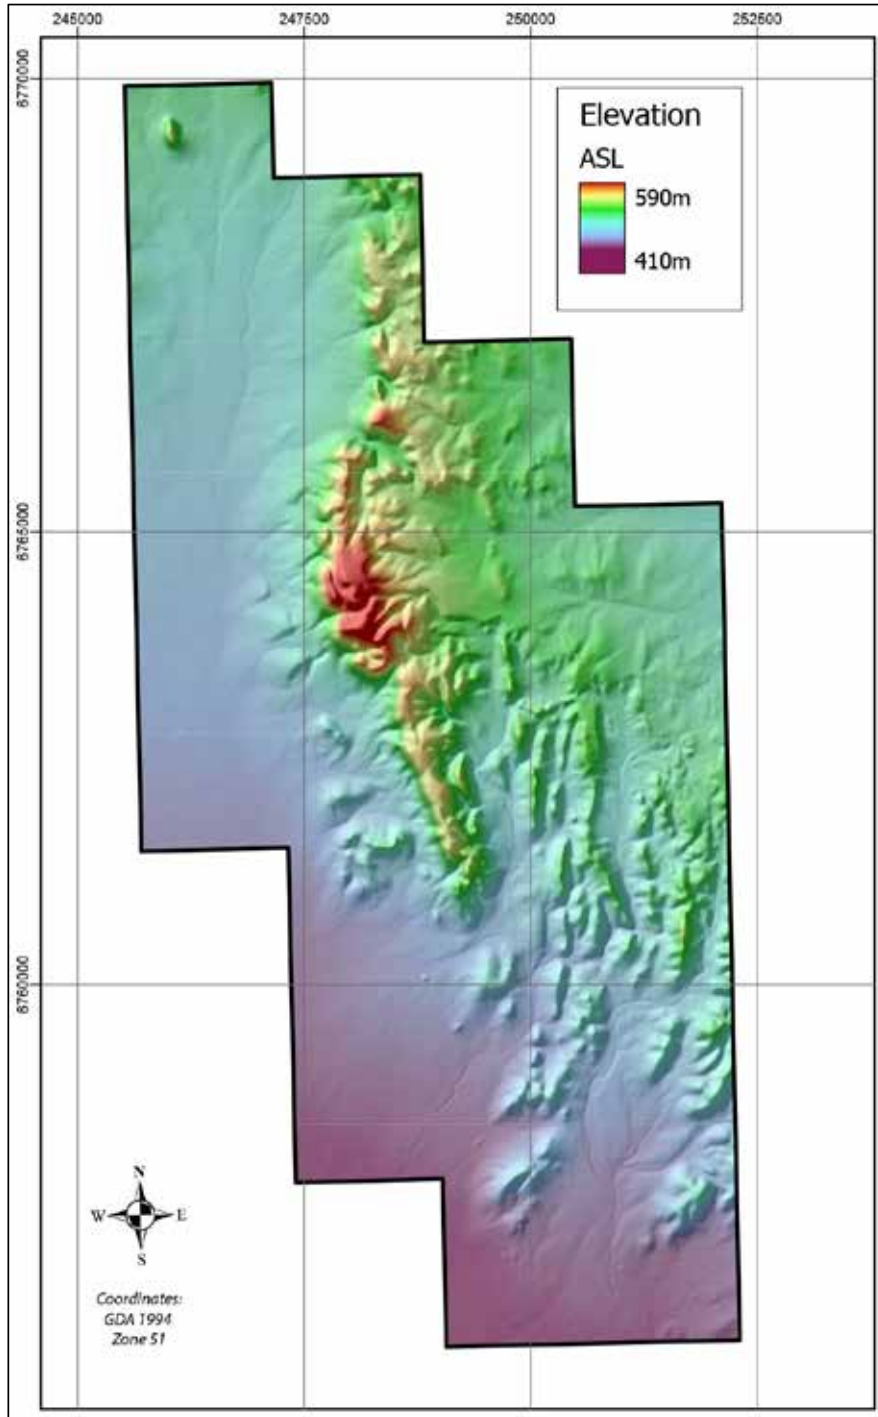 245000 247500 250000 252500
6770000
Elevation
ASL
590m
410m
6765000
6760000
N
W E
S
Coordinates:
GDA 1994
Zone 51